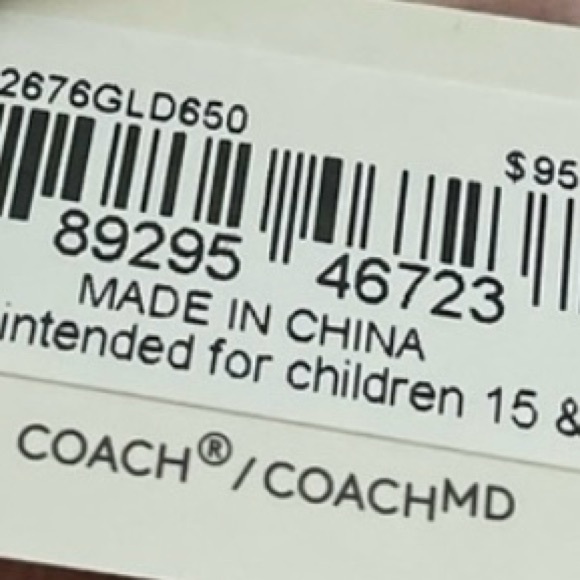 2676GLD650
$95
89295 46723
MADE IN CHINA
intended for children 15 &
COACH®/COACHMD